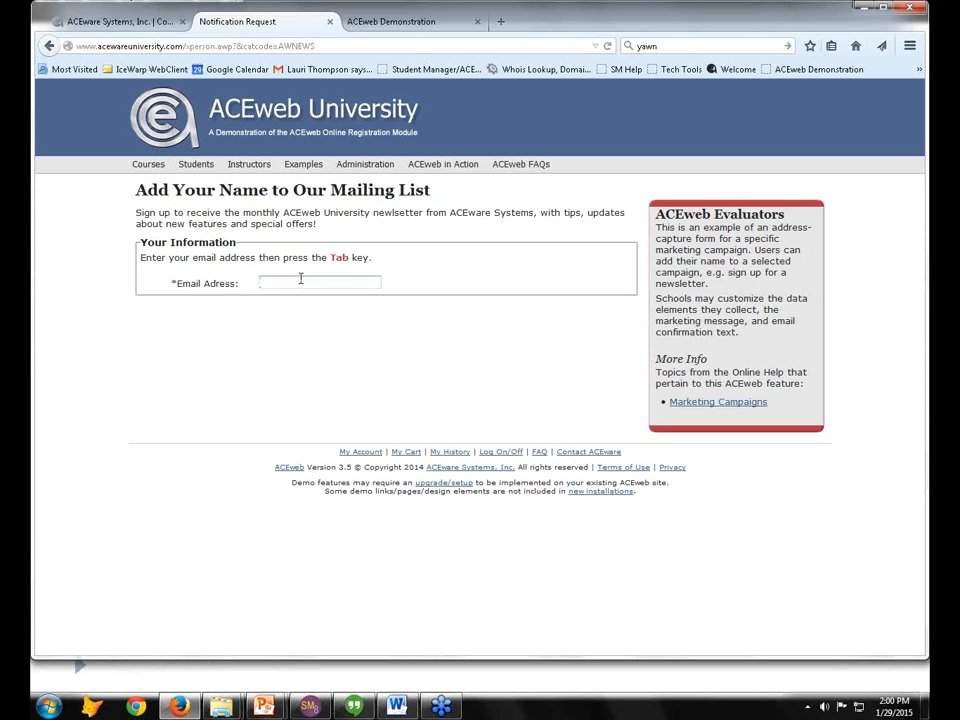 ACEware Systems, Inc. | Co...
Notification Request
ACEweb Demonstration
www.acewareuniversity.com/xperson.awp?&catcode=AWNEWS
yawn
Most Visited
IceWarp WebClient
29 Google Calendar
Lauri Thompson says...
Student Manager/ACE...
Whois Lookup, Domai...
SM Help
Tech Tools
Welcome
ACEweb Demonstration
»
ACEweb University
A Demonstration of the ACEweb Online Registration Module
Courses Students Instructors Examples Administration ACEweb in Action ACEweb FAQs
Add Your Name to Our Mailing List
Sign up to receive the monthly ACEweb University newlsetter from ACEware Systems, with tips, updates
about new features and special offers!
Your Information
Enter your email address then press the Tab key.
*Email Adress:
ACEweb Evaluators
This is an example of an address-
capture form for a specific
marketing campaign. Users can
add their name to a selected
campaign, e.g. sign up for a
newsletter.
Schools may customize the data
elements they collect, the
marketing message, and email
confirmation text.
More Info
Topics from the Online Help that
pertain to this ACEweb feature:
• Marketing Campaigns
My Account | My Cart | My History | Log On/Off | FAQ | Contact ACEware
ACEweb Version 3.5 © Copyright 2014 ACEware Systems, Inc. All rights reserved | Terms of Use | Privacy
Demo features may require an upgrade/setup to be implemented on your existing ACEweb site.
Some demo links/pages/design elements are not included in new installations.
2:00 PM
1/29/2015